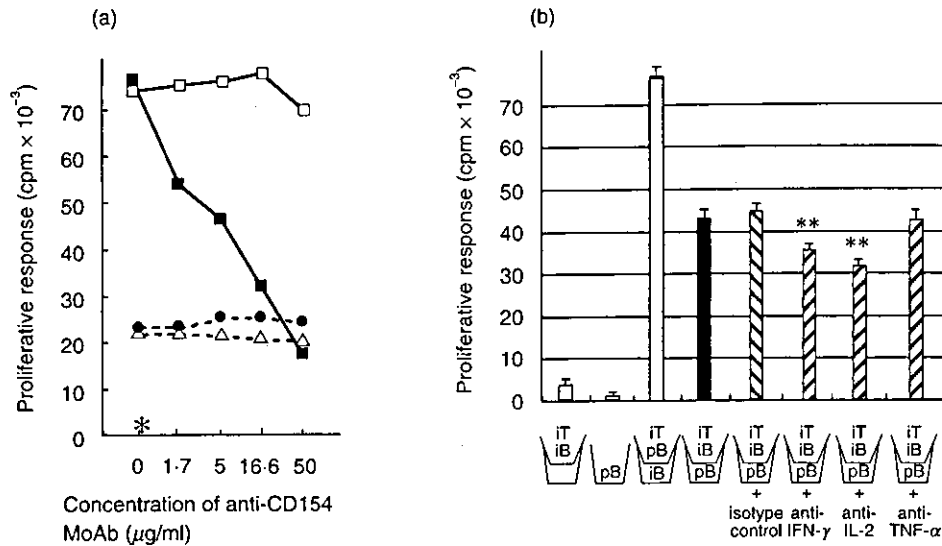 (a)
Proliferative response (cpm × 10⁻³)
70
60
50
40
30
20
10
0
*
0 1·7 5 16·6 50
Concentration of anti-CD154
MoAb (µg/ml)
(b)
Proliferative response (cpm × 10⁻³)
70
60
50
40
30
20
10
0
** **
iT iT iT iT iT iT iT
iB pB iB iB iB iB iB
pB iB pB pB pB pB pB
+ + + +
isotype anti- anti- anti-
control IFN-γ IL-2 TNF-α